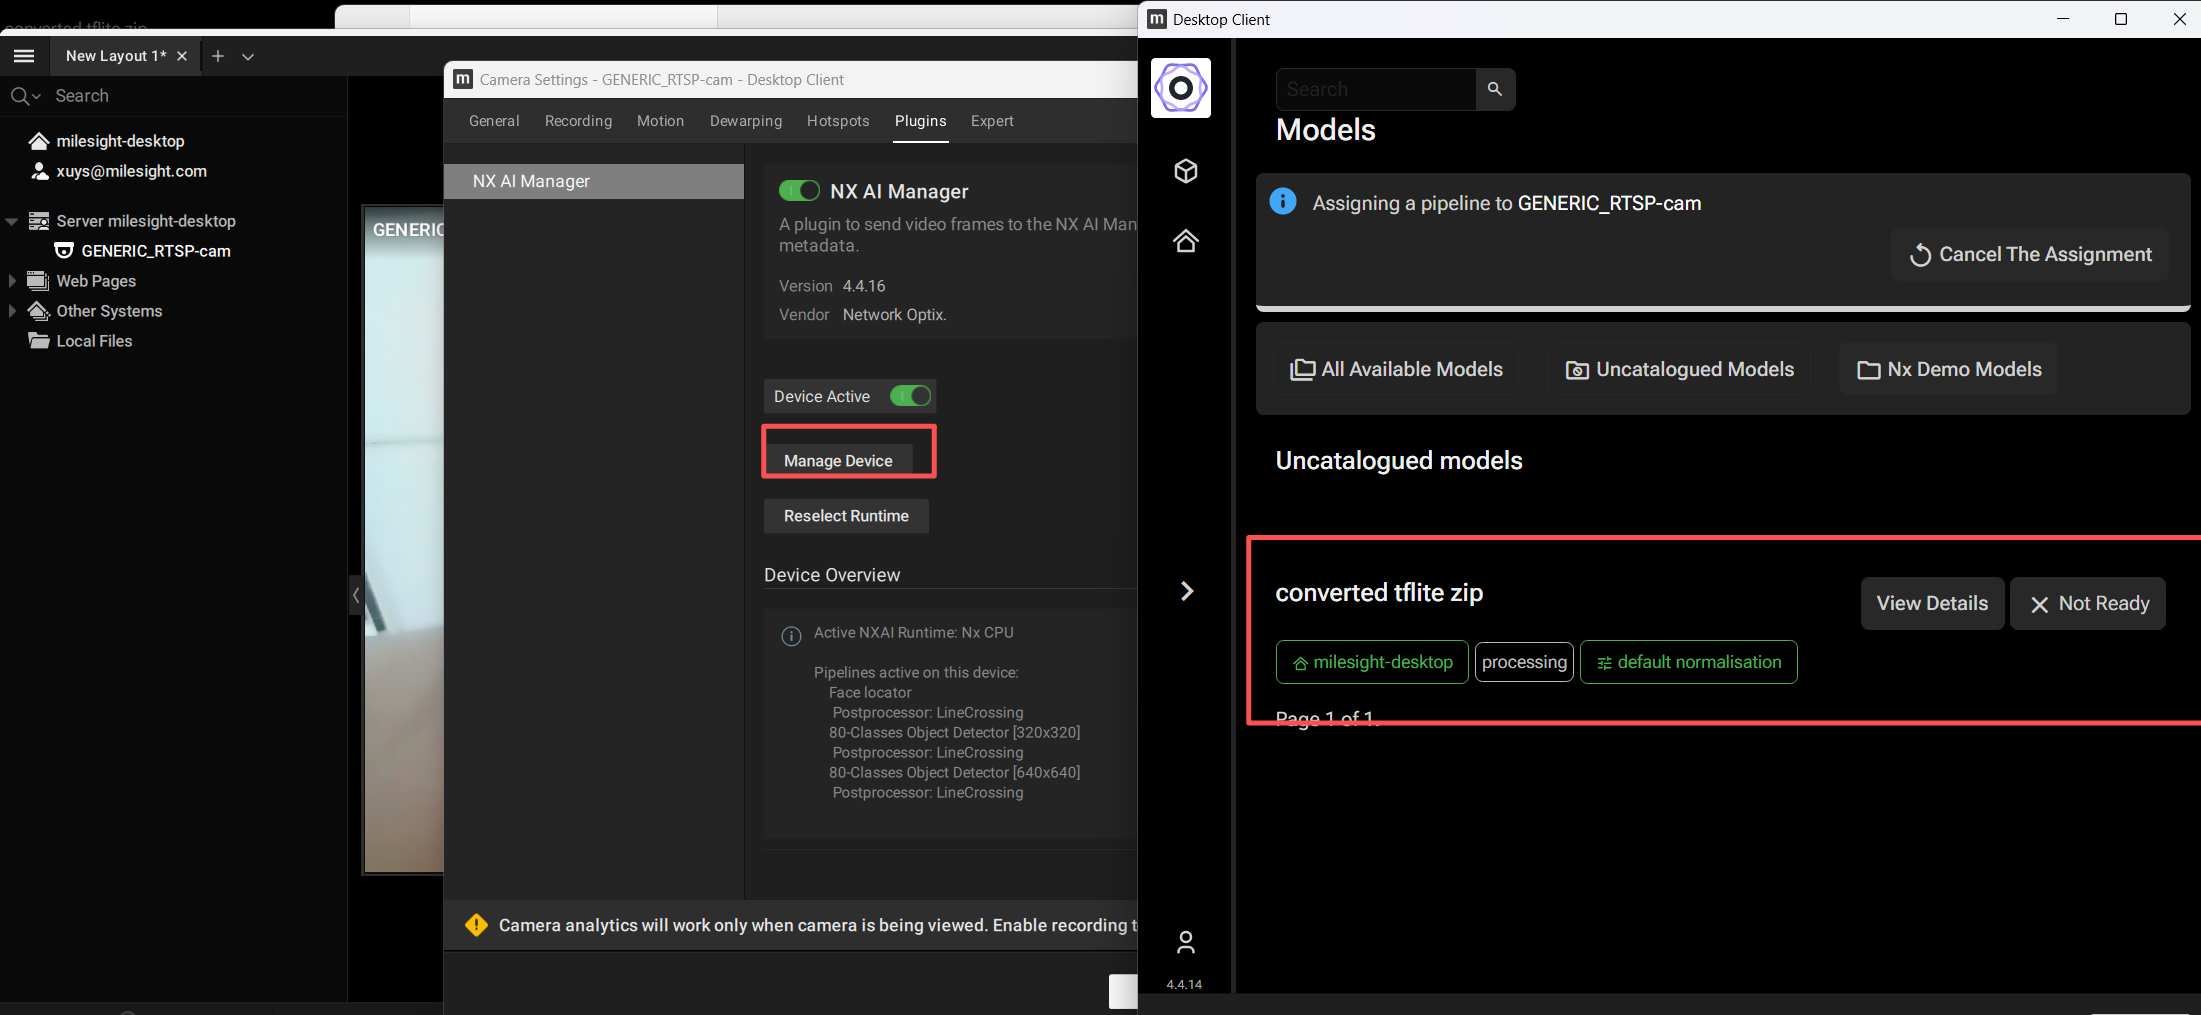 converted tflite zip
New Layout 1*
Search
milesight-desktop
xuys@milesight.com
Server milesight-desktop
GENERIC_RTSP-cam
Web Pages
Other Systems
Local Files
GENERIC
m Camera Settings - GENERIC_RTSP-cam - Desktop Client
General Recording Motion Dewarping Hotspots Plugins Expert
NX AI Manager
NX AI Manager
A plugin to send video frames to the NX AI Man
metadata.
Version 4.4.16
Vendor Network Optix.
Device Active
Manage Device
Reselect Runtime
Device Overview
Active NXAI Runtime: Nx CPU
Pipelines active on this device:
Face locator
Postprocessor: LineCrossing
80-Classes Object Detector [320x320]
Postprocessor: LineCrossing
80-Classes Object Detector [640x640]
Postprocessor: LineCrossing
Camera analytics will work only when camera is being viewed. Enable recording t
m Desktop Client
Search
Models
Assigning a pipeline to GENERIC_RTSP-cam
Cancel The Assignment
All Available Models Uncatalogued Models Nx Demo Models
Uncatalogued models
converted tflite zip
View Details Not Ready
milesight-desktop processing default normalisation
Page 1 of 1.
4.4.14